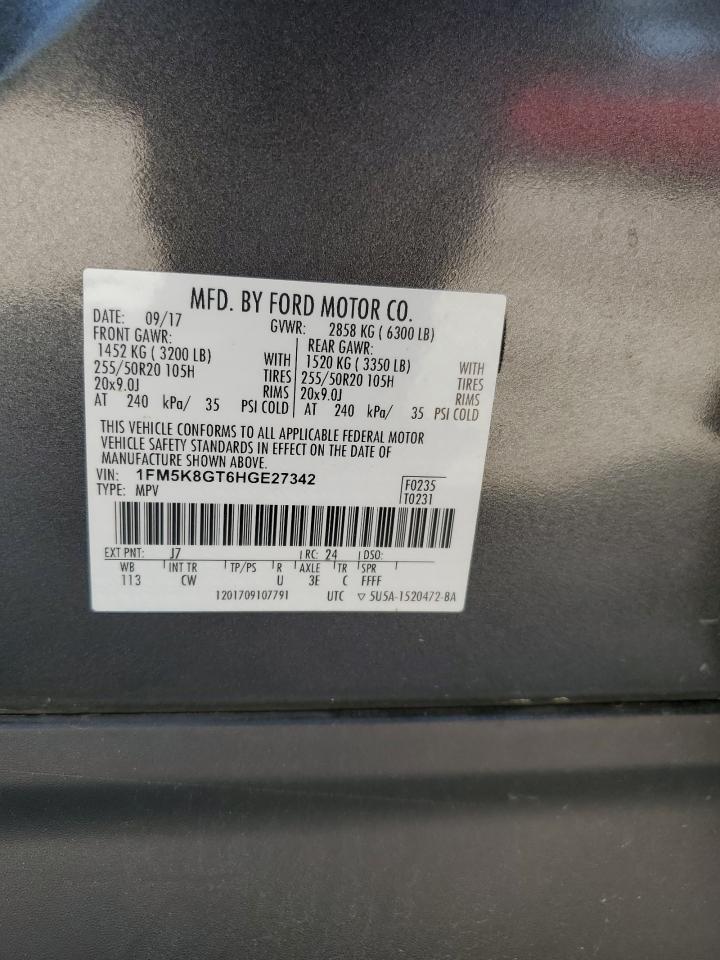 MFD. BY FORD MOTOR CO.
DATE: 09/17 GVWR: 2858 KG ( 6300 LB)
FRONT GAWR: REAR GAWR:
1452 KG ( 3200 LB) WITH 1520 KG ( 3350 LB) WITH
255/50R20 105H TIRES 255/50R20 105H TIRES
20x9.0J RIMS 20x9.0J RIMS
AT 240 kPa/ 35 PSI COLD AT 240 kPa/ 35 PSI COLD
THIS VEHICLE CONFORMS TO ALL APPLICABLE FEDERAL MOTOR
VEHICLE SAFETY STANDARDS IN EFFECT ON THE DATE OF
MANUFACTURE SHOWN ABOVE.
VIN: 1FM5K8GT6HGE27342 F0235
TYPE: MPV T0231
EXT PNT: J7 RC: 24 DSO:
WB INT TR TP/PS R AXLE TR SPR
113 CW U 3E C FFFF
1201709107791 UTC ▽ 5U5A-1520472-BA